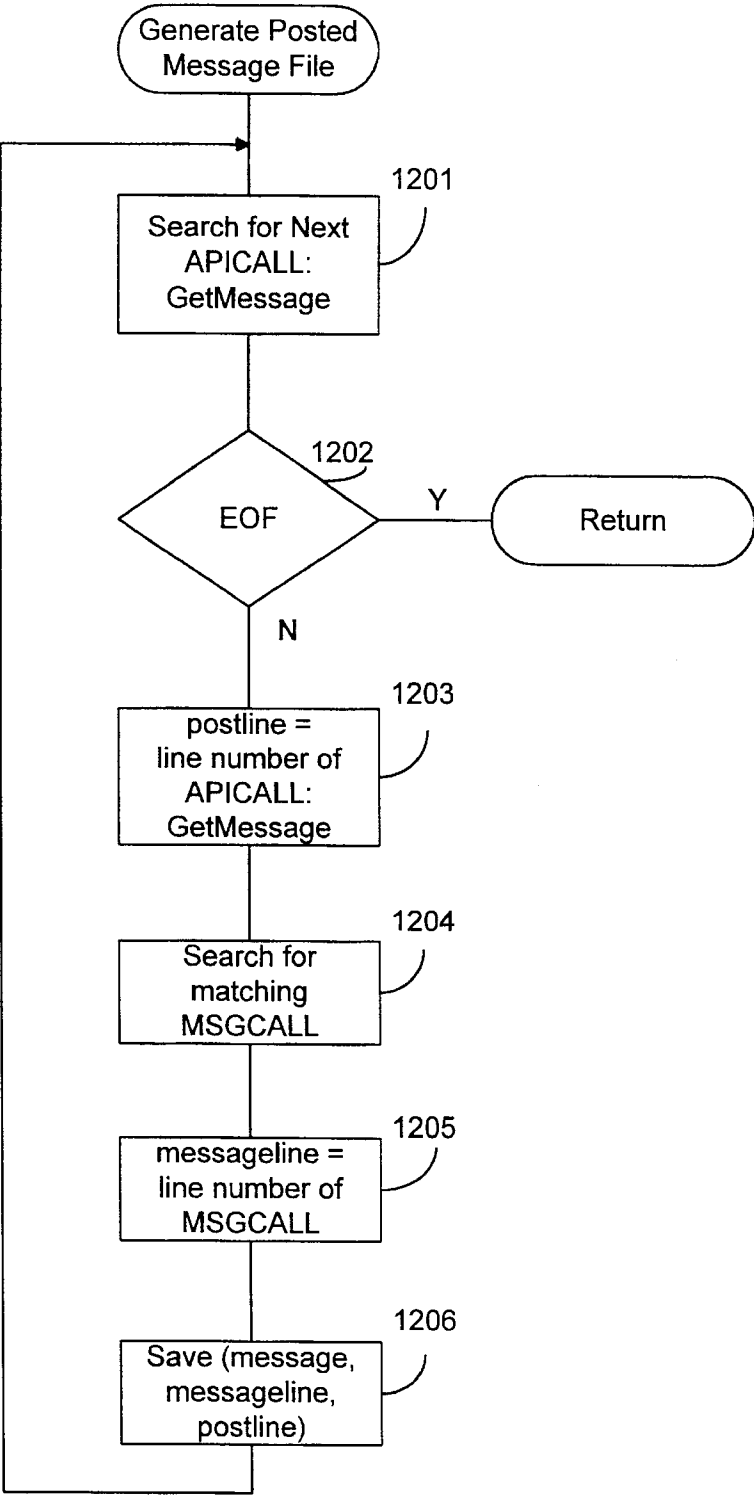 Generate Posted
Message File
1201
Search for Next
APICALL:
GetMessage
1202
EOF
Y
Return
N
1203
postline =
line number of
APICALL:
GetMessage
1204
Search for
matching
MSGCALL
1205
messageline =
line number of
MSGCALL
1206
Save (message,
messageline,
postline)